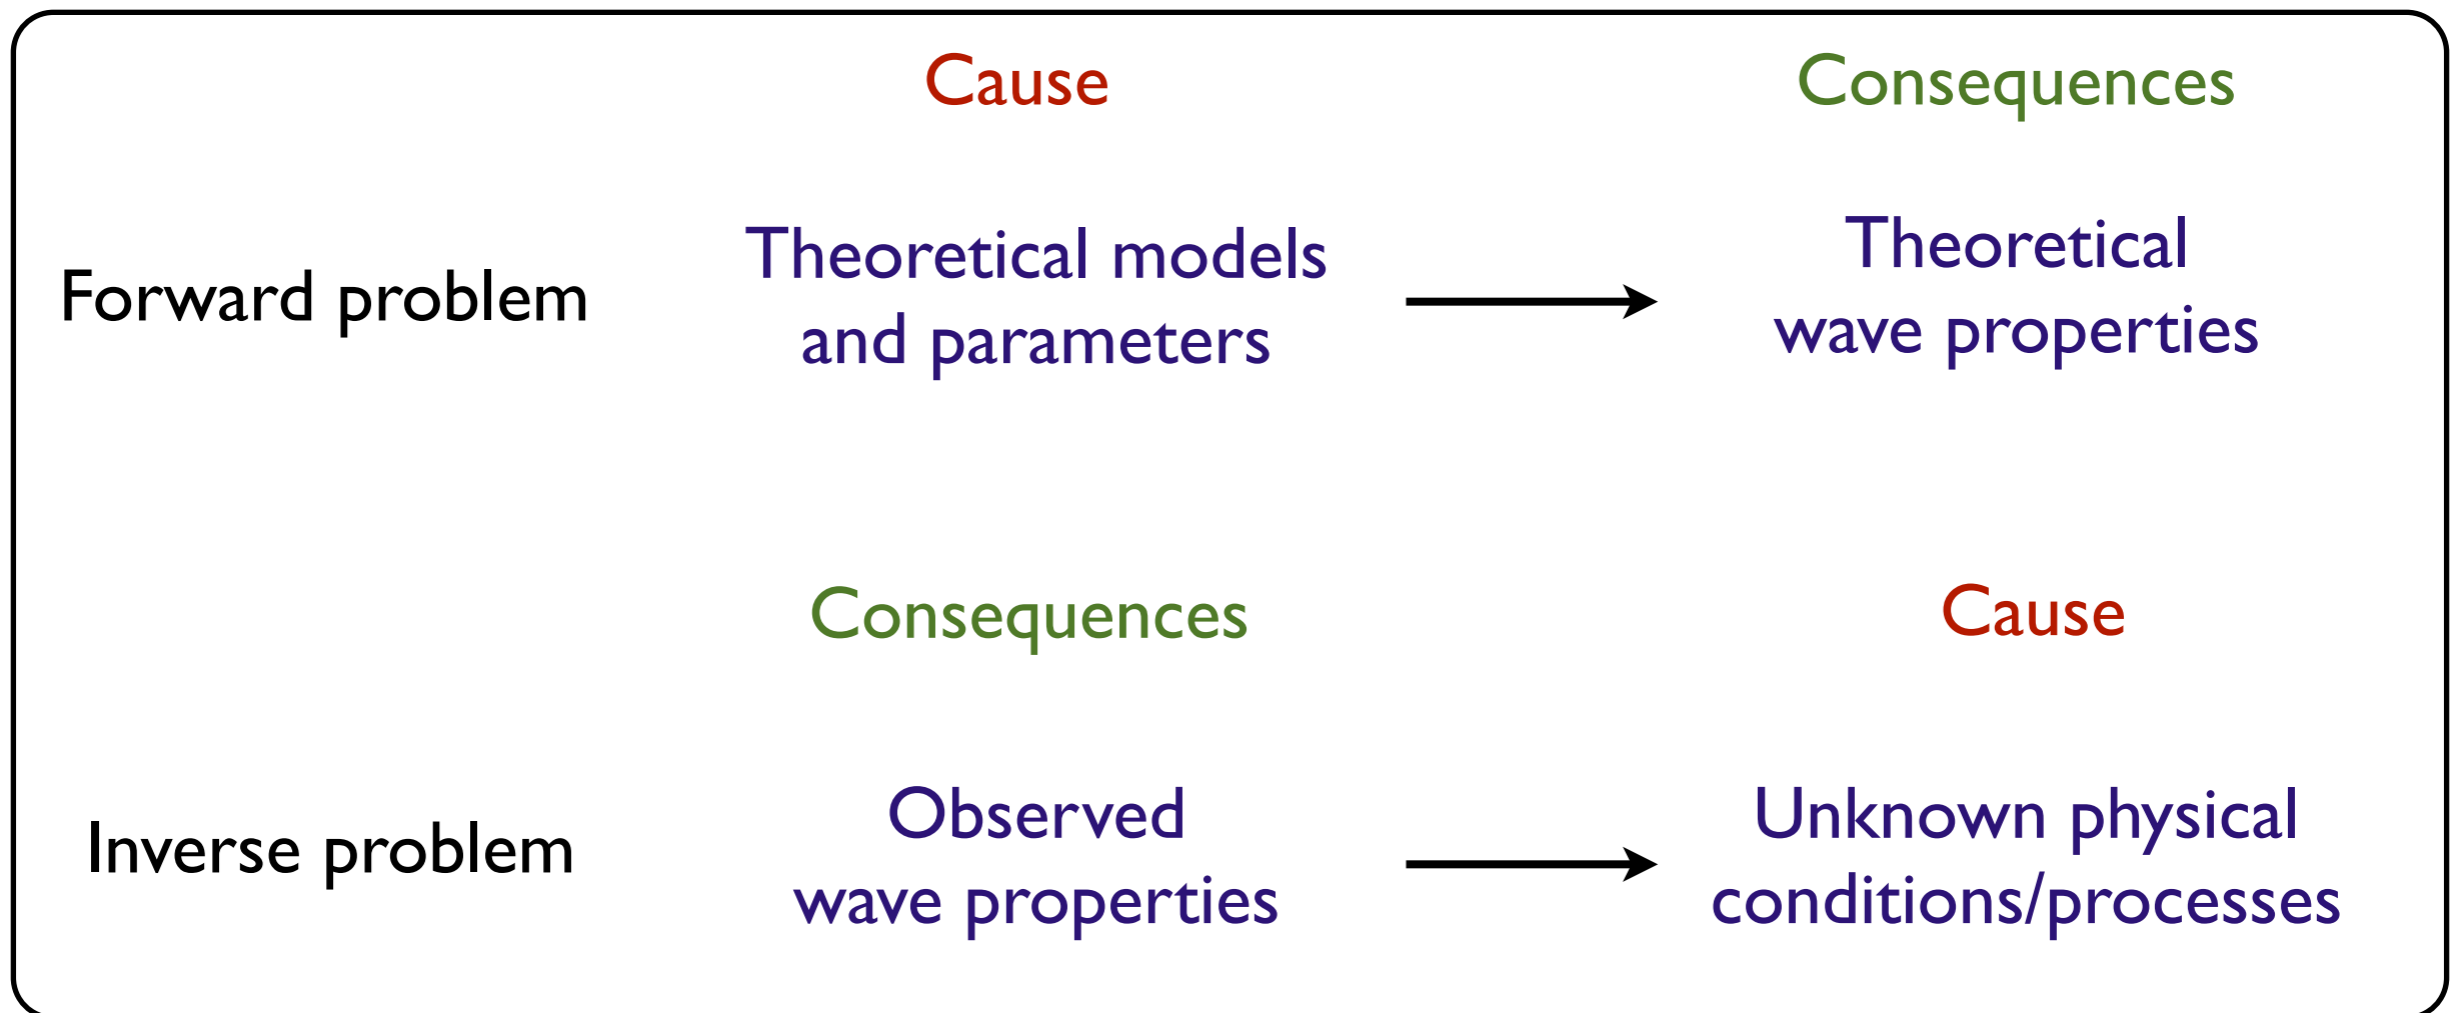 Cause
Consequences
Forward problem
Theoretical models
and parameters
Theoretical
wave properties
Consequences
Cause
Inverse problem
Observed
wave properties
Unknown physical
conditions/processes